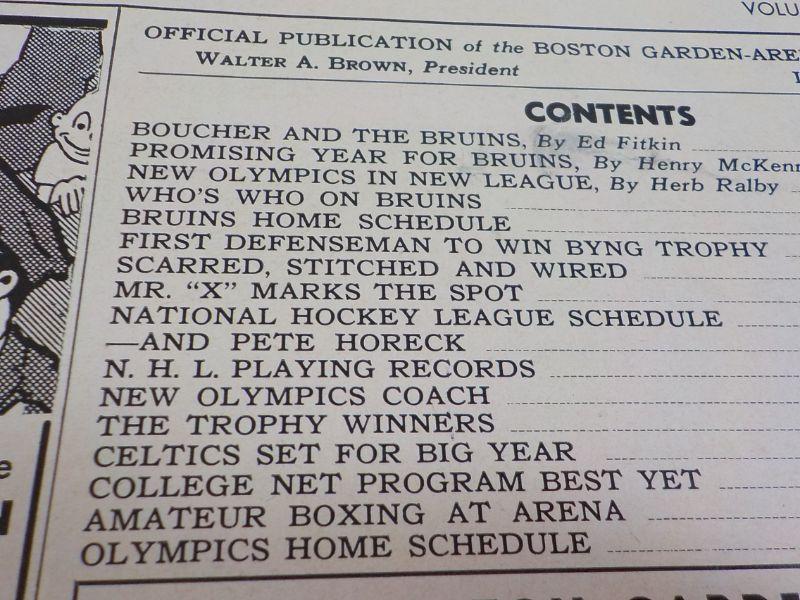 VOLU
OFFICIAL PUBLICATION of the BOSTON GARDEN-ARE
WALTER A. BROWN, President
CONTENTS
BOUCHER AND THE BRUINS, By Ed Fitkin
PROMISING YEAR FOR BRUINS, By Henry McKenn
NEW OLYMPICS IN NEW LEAGUE, By Herb Ralby
WHO'S WHO ON BRUINS
BRUINS HOME SCHEDULE
FIRST DEFENSEMAN TO WIN BYNG TROPHY
SCARRED, STITCHED AND WIRED
MR. "X" MARKS THE SPOT
NATIONAL HOCKEY LEAGUE SCHEDULE
—AND PETE HORECK
N. H. L. PLAYING RECORDS
NEW OLYMPICS COACH
THE TROPHY WINNERS
CELTICS SET FOR BIG YEAR
COLLEGE NET PROGRAM BEST YET
AMATEUR BOXING AT ARENA
OLYMPICS HOME SCHEDULE